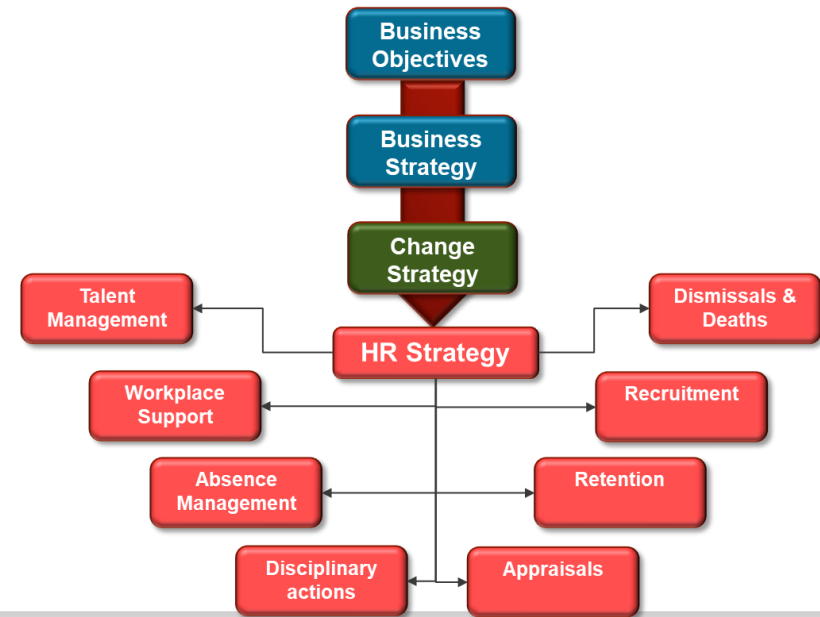 Business
Objectives
Business
Strategy
Change
Strategy
Talent
Management
Dismissals &
Deaths
HR Strategy
Workplace
Support
Recruitment
Absence
Management
Retention
Disciplinary
actions
Appraisals